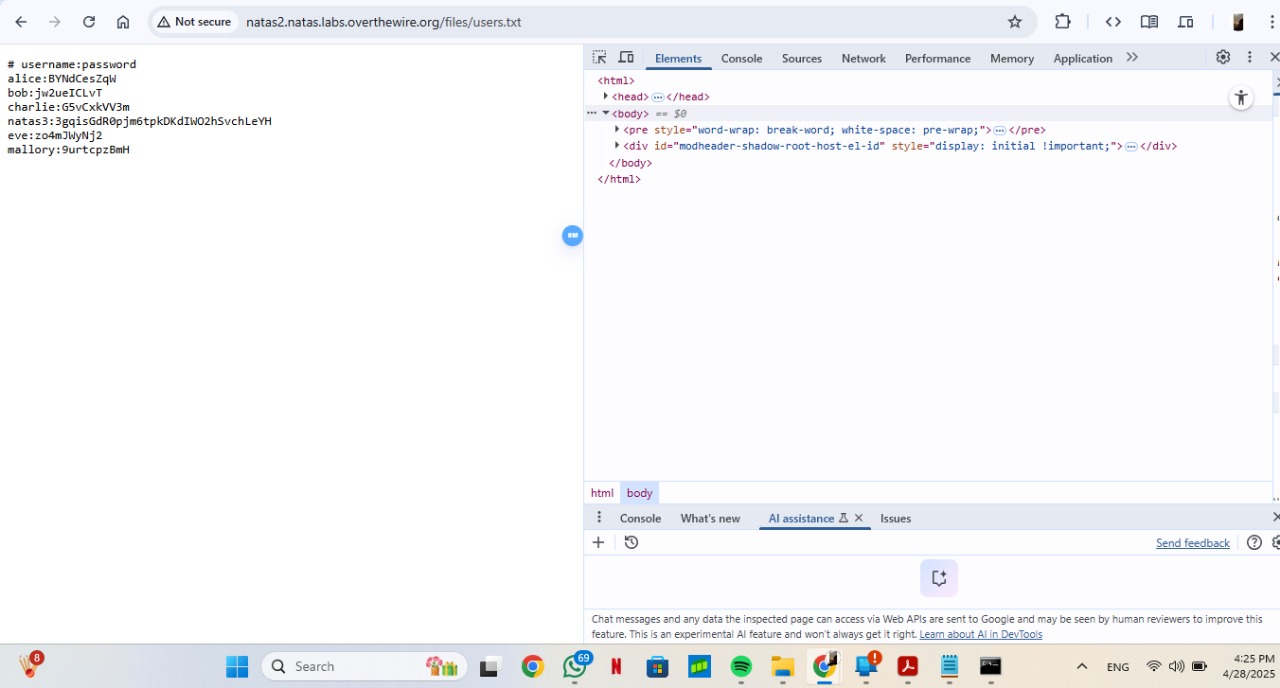 Not secure
natas2.natas.labs.overthewire.org/files/users.txt
# username:password
alice:BYNdCesZqW
bob:jw2ueICLvT
charlie:G5vCxkVV3m
natas3:3gqisGdR0pjm6tpkDKdIWO2hSvchLeYH
eve:zo4mJWyNj2
mallory:9urtcpzBmH
Elements Console Sources Network Performance Memory Application
<html>
<head> </head>
<body> == $0
<pre style="word-wrap: break-word; white-space: pre-wrap;"> </pre>
<div id="modheader-shadow-root-host-el-id" style="display: initial !important;"> </div>
</body>
</html>
html body
Console What's new AI assistance Issues
Send feedback
Chat messages and any data the inspected page can access via Web APIs are sent to Google and may be seen by human reviewers to improve this
feature. This is an experimental AI feature and won't always get it right. Learn about AI in DevTools
8
Search
69
N
ENG
4:25 PM
4/28/2025